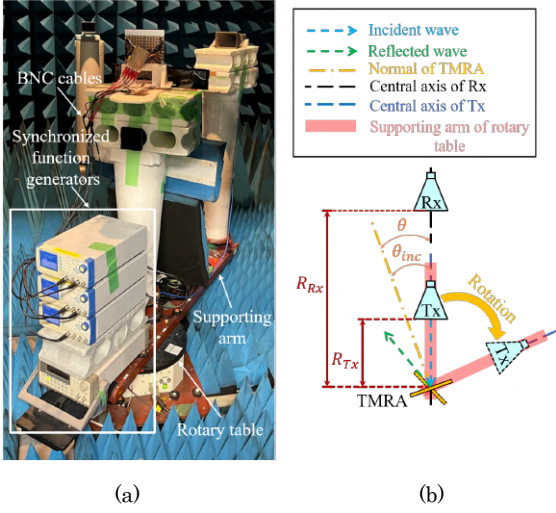 BNC cables
Synchronized
function
generators
Supporting
arm
Rotary table
(a)
Incident wave
Reflected wave
Normal of TMRA
Central axis of Rx
Central axis of Tx
Supporting arm of rotary
table
Rx
θ
θinc
RRx
Tx
Rotation
RTx
Tx
TMRA
(b)